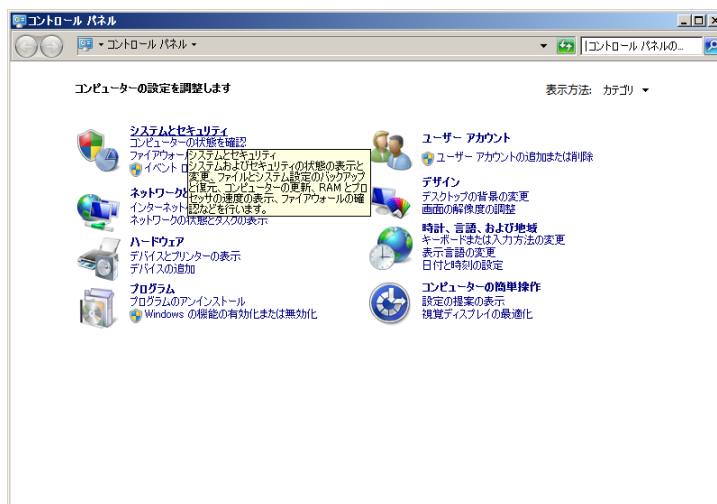 コントロール パネル
コントロール パネル
コントロール パネルの...
コンピューターの設定を調整します
表示方法: カテゴリ
システムとセキュリティ
コンピューターの状態を確認
ファイアウォー
イベント ロ
システムとセキュリティ
システムおよびセキュリティの状態の表示と
変更、ファイルとシステム設定のバックアップ
と復元、コンピューターの更新、RAM とプロ
セッサの速度の表示、ファイアウォールの確
認などを行います。
ネットワークと
インターネット
ネットワークの状態とタスクの表示
ハードウェア
デバイスとプリンターの表示
デバイスの追加
プログラム
プログラムのアンインストール
Windows の機能の有効化または無効化
ユーザー アカウント
ユーザー アカウントの追加または削除
デザイン
デスクトップの背景の変更
画面の解像度の調整
時計、言語、および地域
キーボードまたは入力方法の変更
表示言語の変更
日付と時刻の設定
コンピューターの簡単操作
設定の提案の表示
視覚ディスプレイの最適化